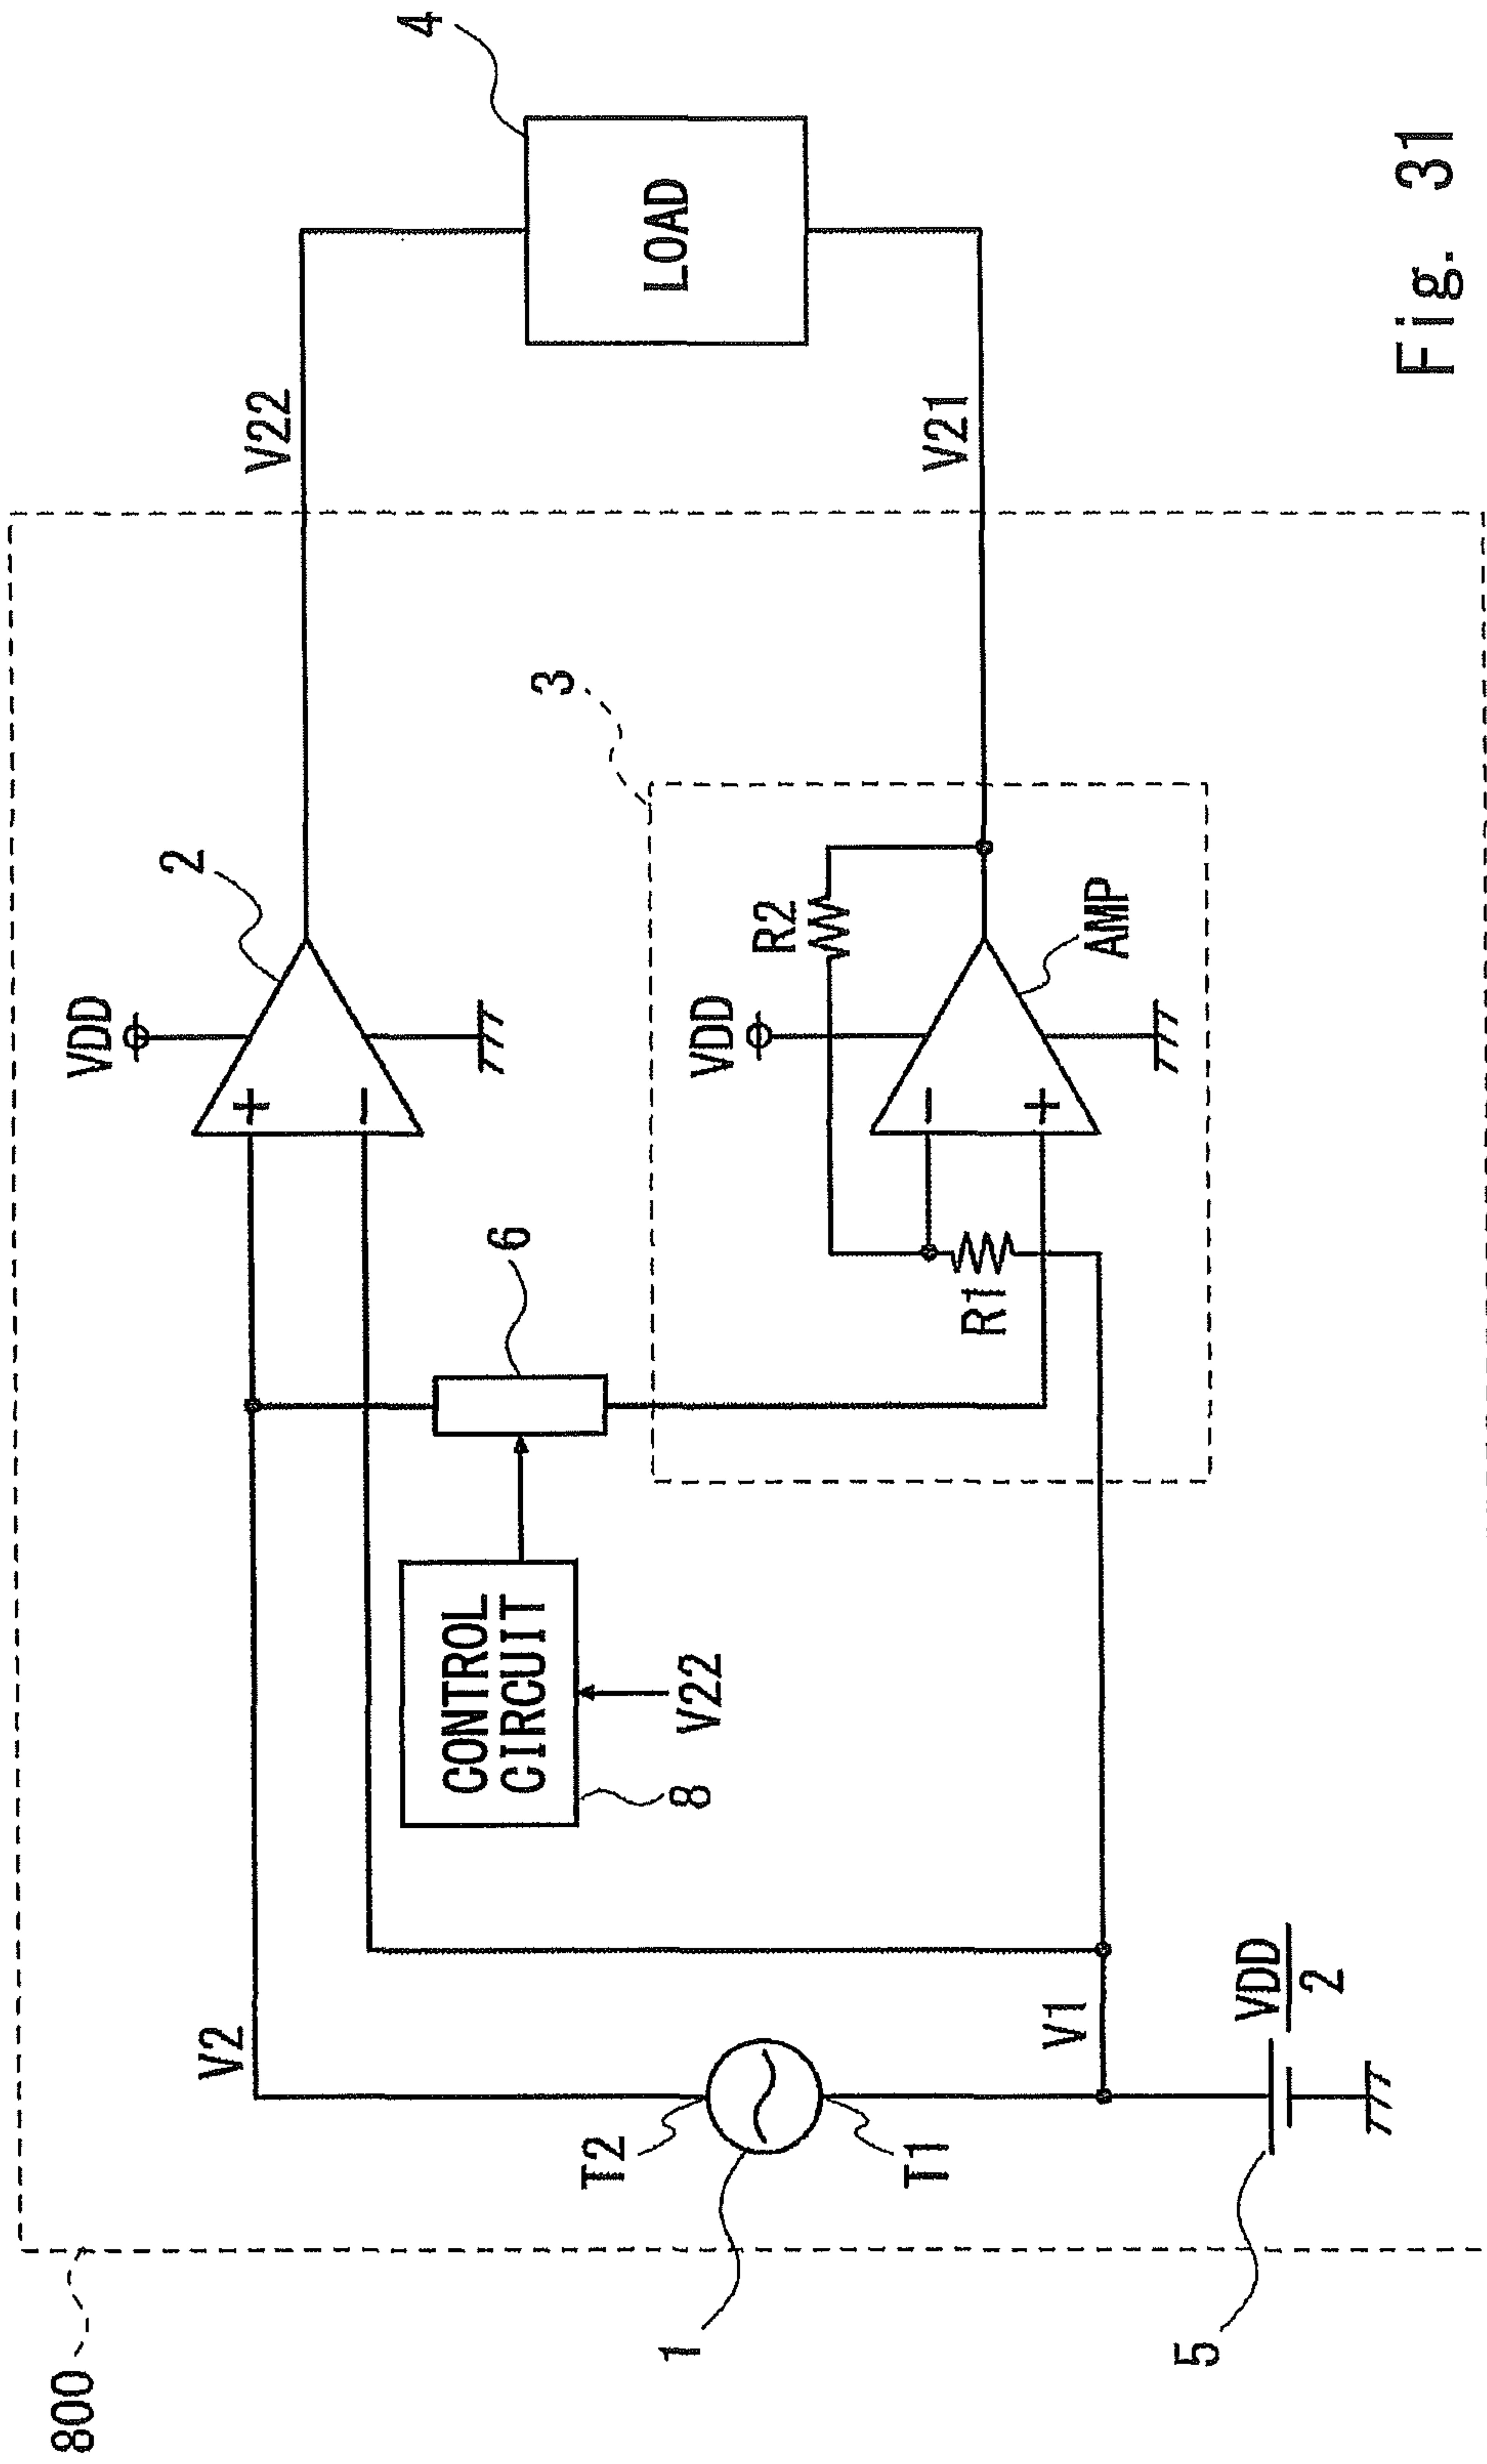 800
V2
VDD
2
V22
4
T2
1
T1
CONTROL
CIRCUIT
8
V22
6
+
−
3
LOAD
VDD
R2
R1
−
+
AMP
V1
V21
5
VDD
2
Fig. 31